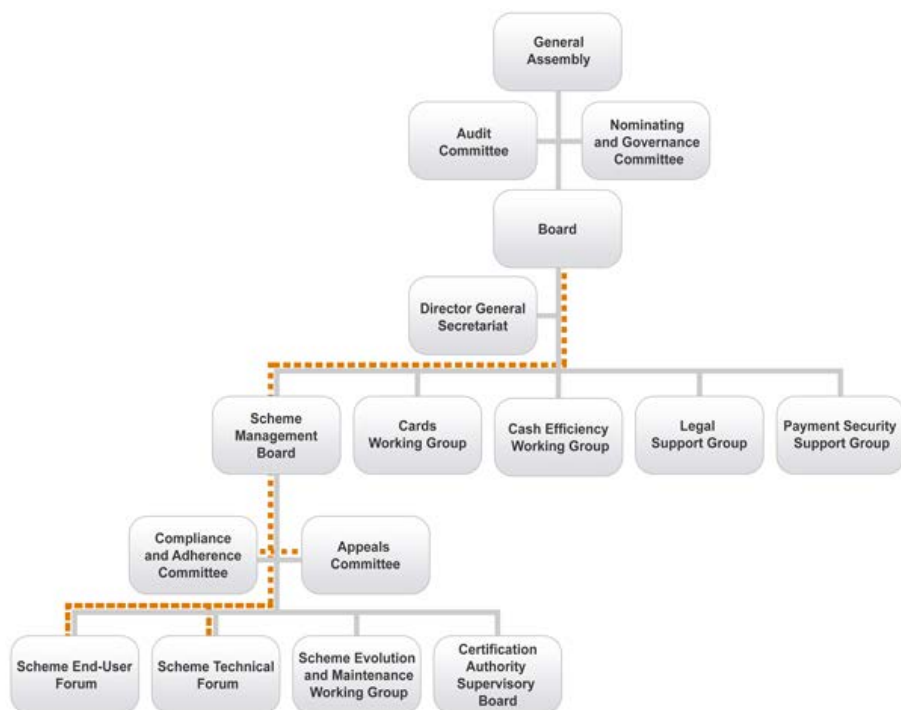 General
Assembly
Audit
Committee
Nominating
and Governance
Committee
Board
Director General
Secretariat
Scheme
Management
Board
Cards
Working Group
Cash Efficiency
Working Group
Legal
Support Group
Payment Security
Support Group
Compliance
and Adherence
Committee
Appeals
Committee
Scheme End-User
Forum
Scheme Technical
Forum
Scheme Evolution
and Maintenance
Working Group
Certification
Authority
Supervisory
Board